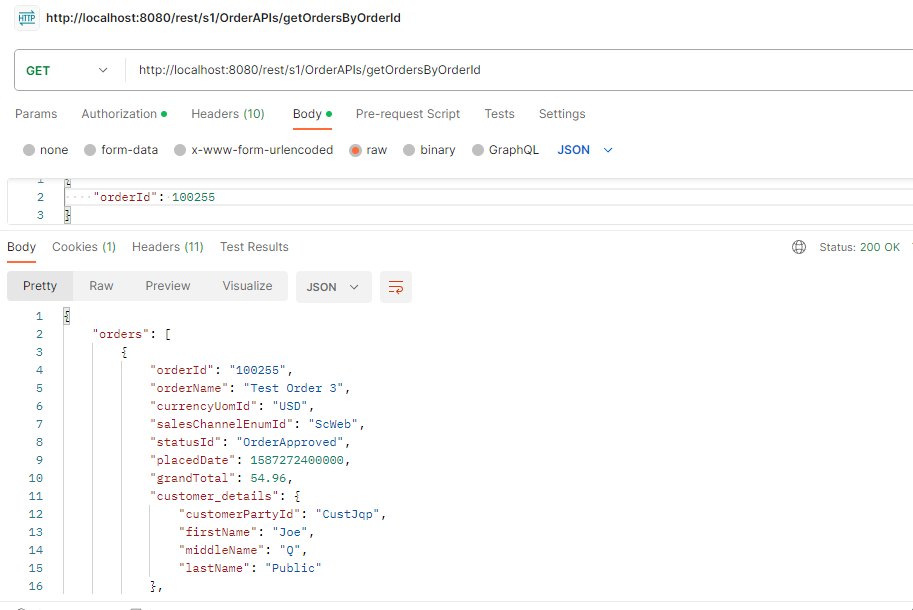 HTTP http://localhost:8080/rest/s1/OrderAPIs/getOrdersByOrderId
GET http://localhost:8080/rest/s1/OrderAPIs/getOrdersByOrderId
Params Authorization Headers (10) Body Pre-request Script Tests Settings
none form-data x-www-form-urlencoded raw binary GraphQL JSON
1 {
2 "orderId": 100255
3 }
Body Cookies (1) Headers (11) Test Results Status: 200 OK
Pretty Raw Preview Visualize JSON
1 {
2 "orders": [
3 {
4 "orderId": "100255",
5 "orderName": "Test Order 3",
6 "currencyUomId": "USD",
7 "salesChannelEnumId": "ScWeb",
8 "statusId": "OrderApproved",
9 "placedDate": 1587272400000,
10 "grandTotal": 54.96,
11 "customer_details": {
12 "customerPartyId": "CustJqp",
13 "firstName": "Joe",
14 "middleName": "Q",
15 "lastName": "Public"
16 },